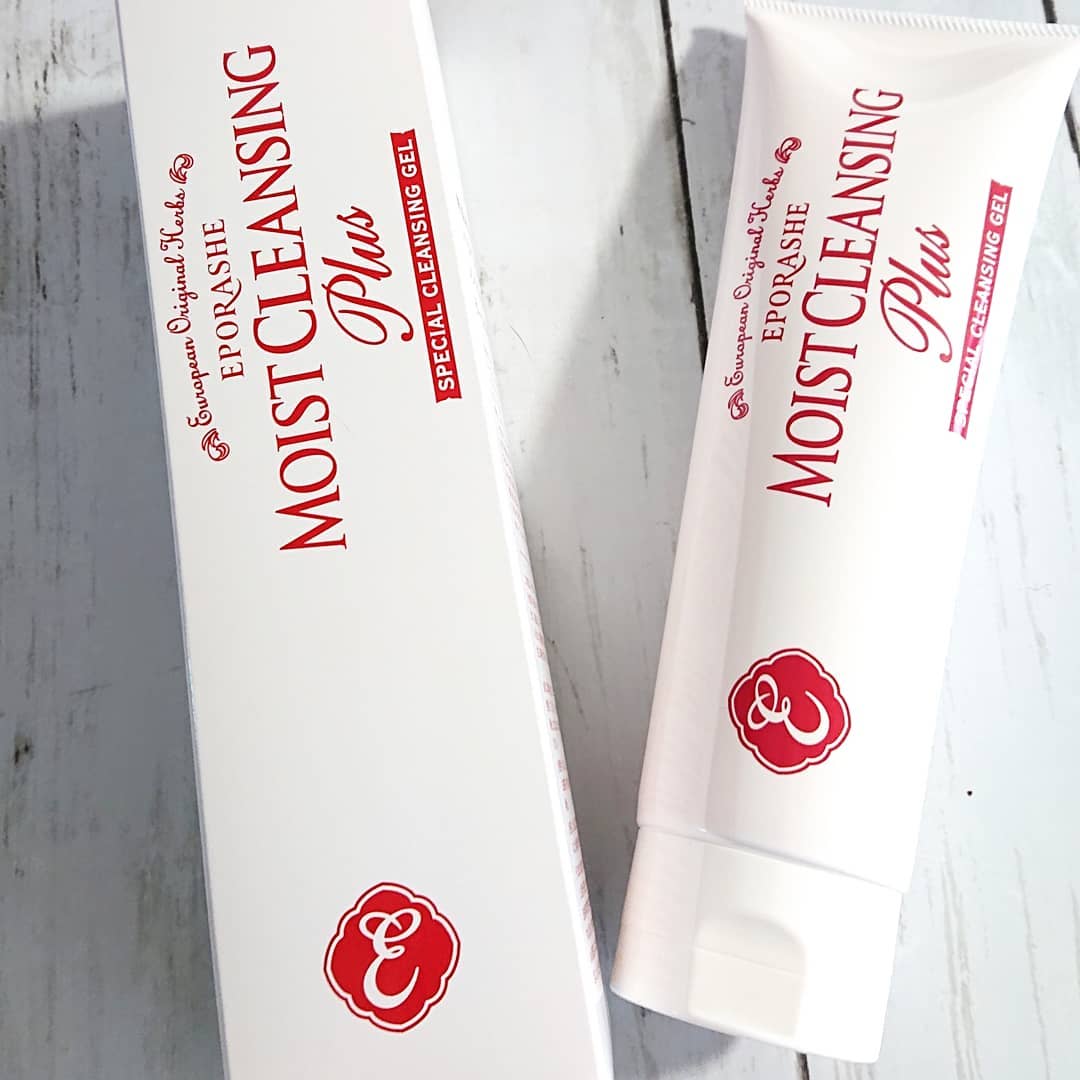 European Original Herbs
EPORASHE
MOIST CLEANSING
Plus
SPECIAL CLEANSING GEL
E
European Original Herbs
EPORASHE
MOIST CLEANSING
Plus
SPECIAL CLEANSING GEL
E